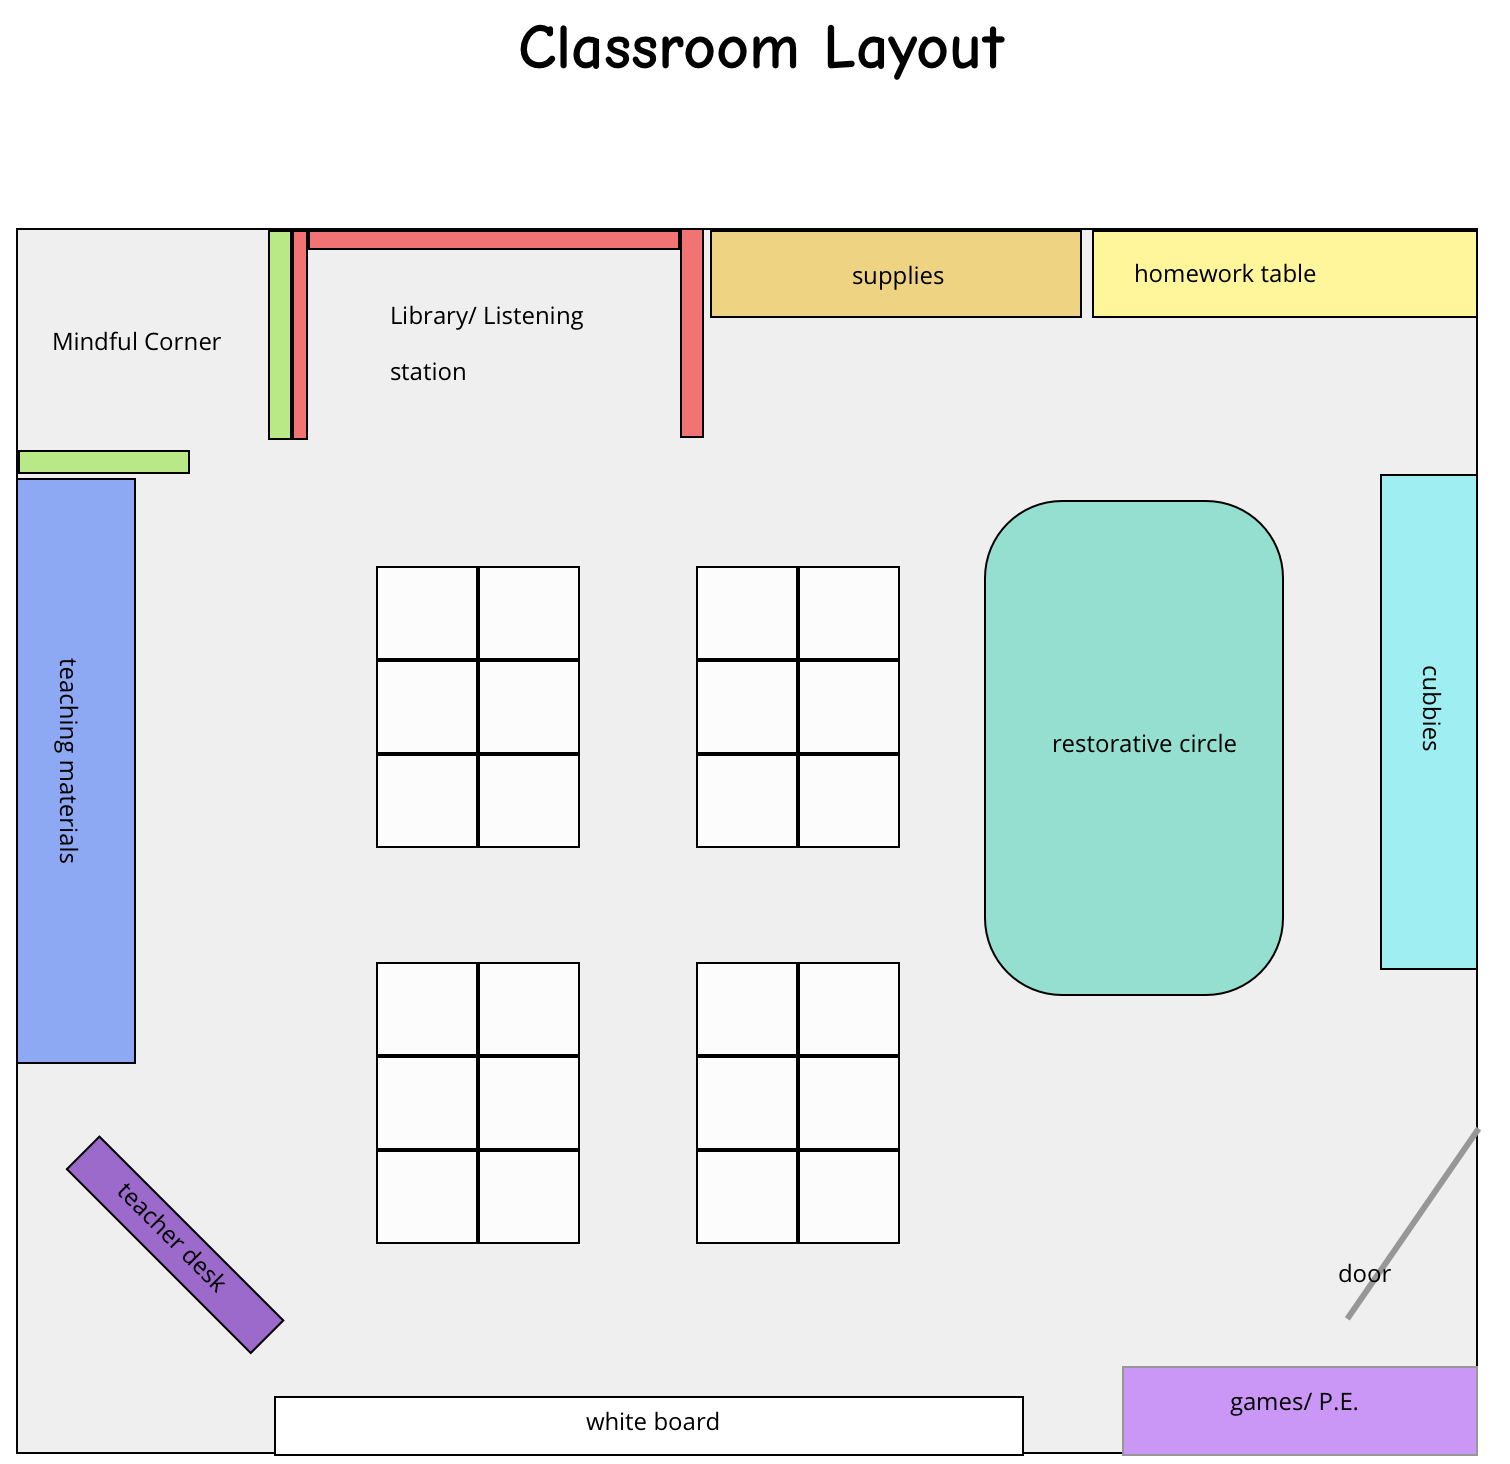 Classroom Layout
supplies
homework table
Library/ Listening
station
Mindful Corner
teaching materials
cubbies
restorative circle
teacher desk
door
games/ P.E.
white board